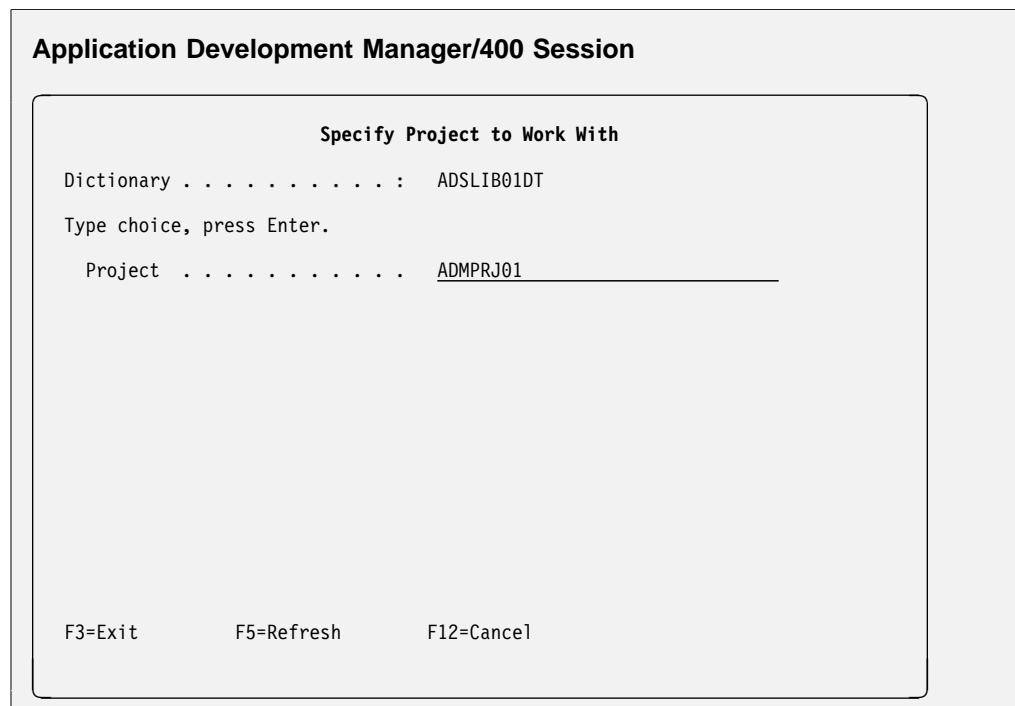 Application Development Manager/400 Session
Specify Project to Work With
Dictionary . . . . . . . . . . :   ADSLIB01DT
Type choice, press Enter.
Project  . . . . . . . . . . .   ADMPRJ01
F3=Exit         F5=Refresh        F12=Cancel